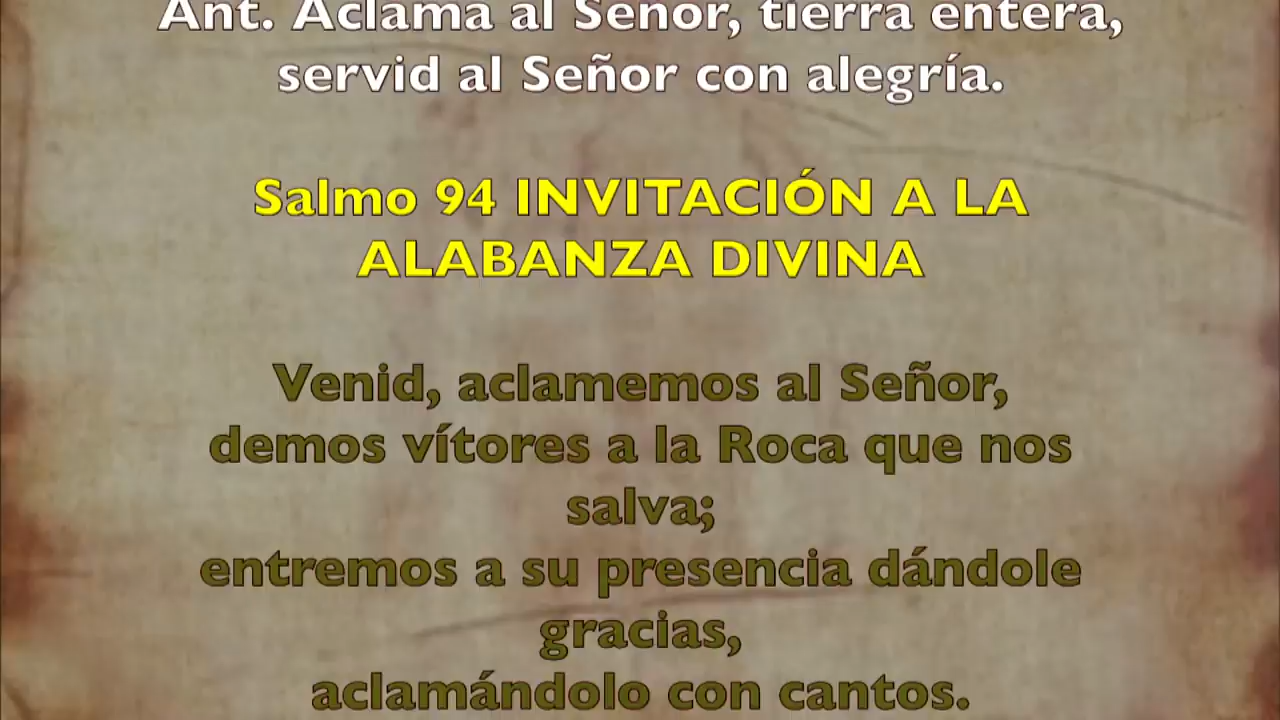 Ant. Aclama al Señor, tierra entera,
servid al Señor con alegría.
Salmo 94 INVITACIÓN A LA
ALABANZA DIVINA
Venid, aclamemos al Señor,
demos vítores a la Roca que nos
salva;
entremos a su presencia dándole
gracias,
aclamándolo con cantos.